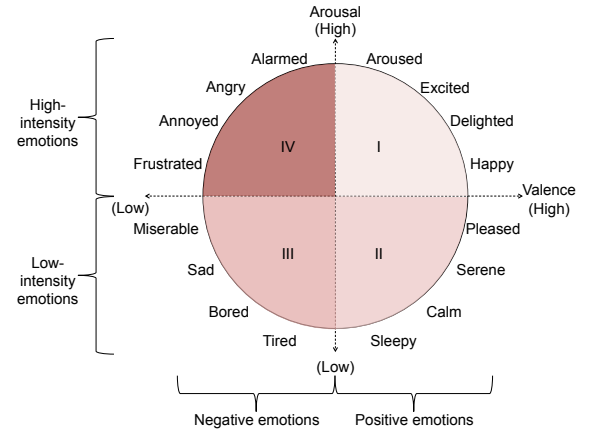 Arousal
(High)
Alarmed
Aroused
Angry
Excited
High-
intensity
emotions
Annoyed
Delighted
IV
I
Frustrated
Happy
(Low)
Valence
(High)
Miserable
Pleased
III
II
Low-
intensity
emotions
Sad
Serene
Bored
Calm
Tired
Sleepy
(Low)
Negative emotions
Positive emotions